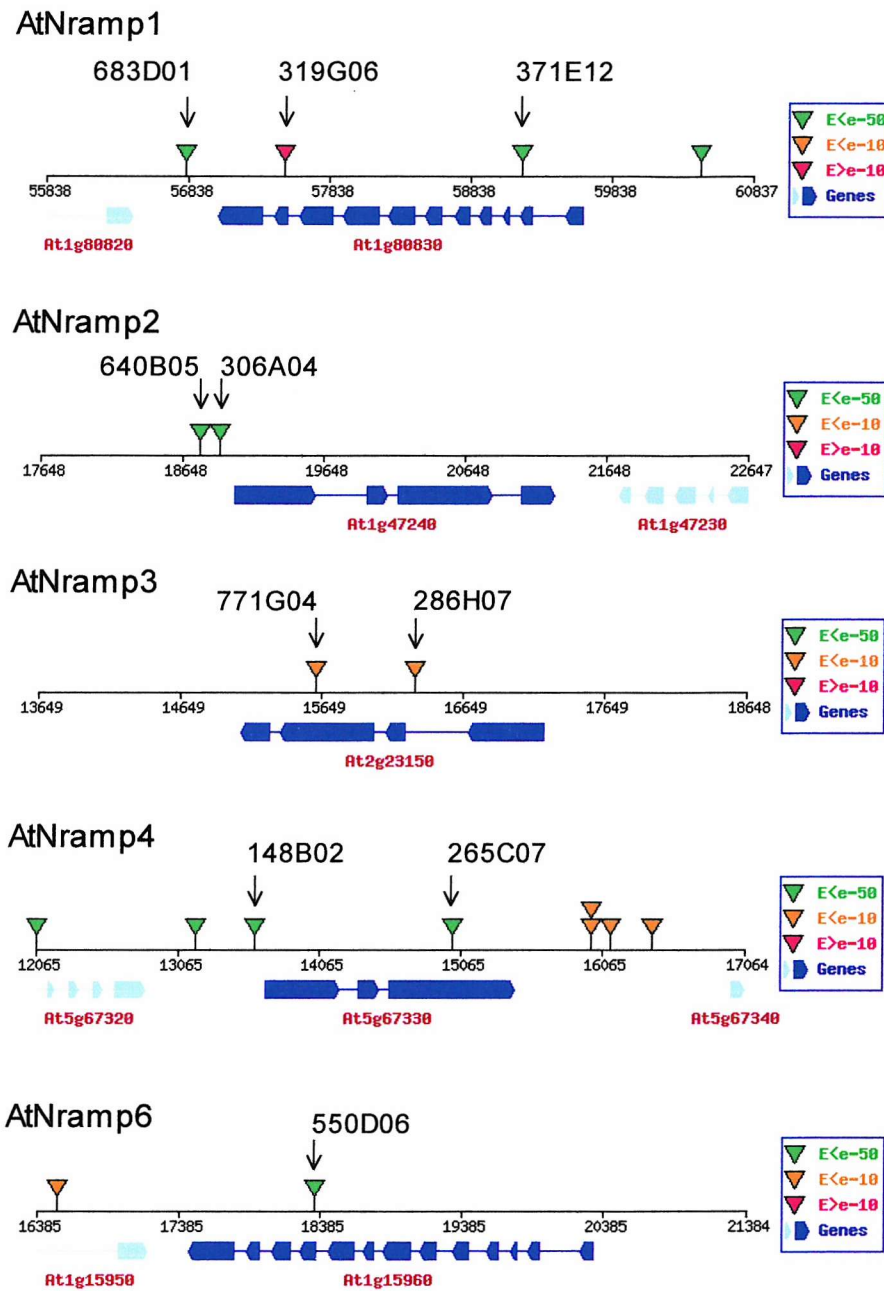 AtNramp1
683D01 319G06 371E12
E<e-50
E<e-10
E>e-10
Genes
55838 56838 57838 58838 59838 60837
At1g80820 At1g80830
AtNramp2
640B05 306A04
E<e-50
E<e-10
E>e-10
Genes
17648 18648 19648 20648 21648 22647
At1g47240 At1g47230
AtNramp3
771G04 286H07
E<e-50
E<e-10
E>e-10
Genes
13649 14649 15649 16649 17649 18648
At2g23150
AtNramp4
148B02 265C07
E<e-50
E<e-10
E>e-10
Genes
12065 13065 14065 15065 16065 17064
At5g67320 At5g67330 At5g67340
AtNramp6
550D06
E<e-50
E<e-10
E>e-10
Genes
16385 17385 18385 19385 20385 21384
At1g15950 At1g15960